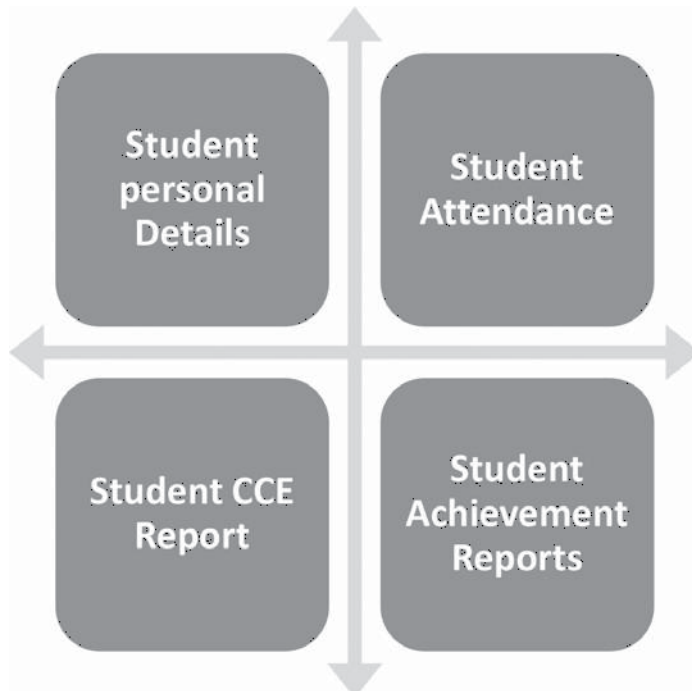 Student
personal
Details
Student
Attendance
Student CCE
Report
Student
Achievement
Reports